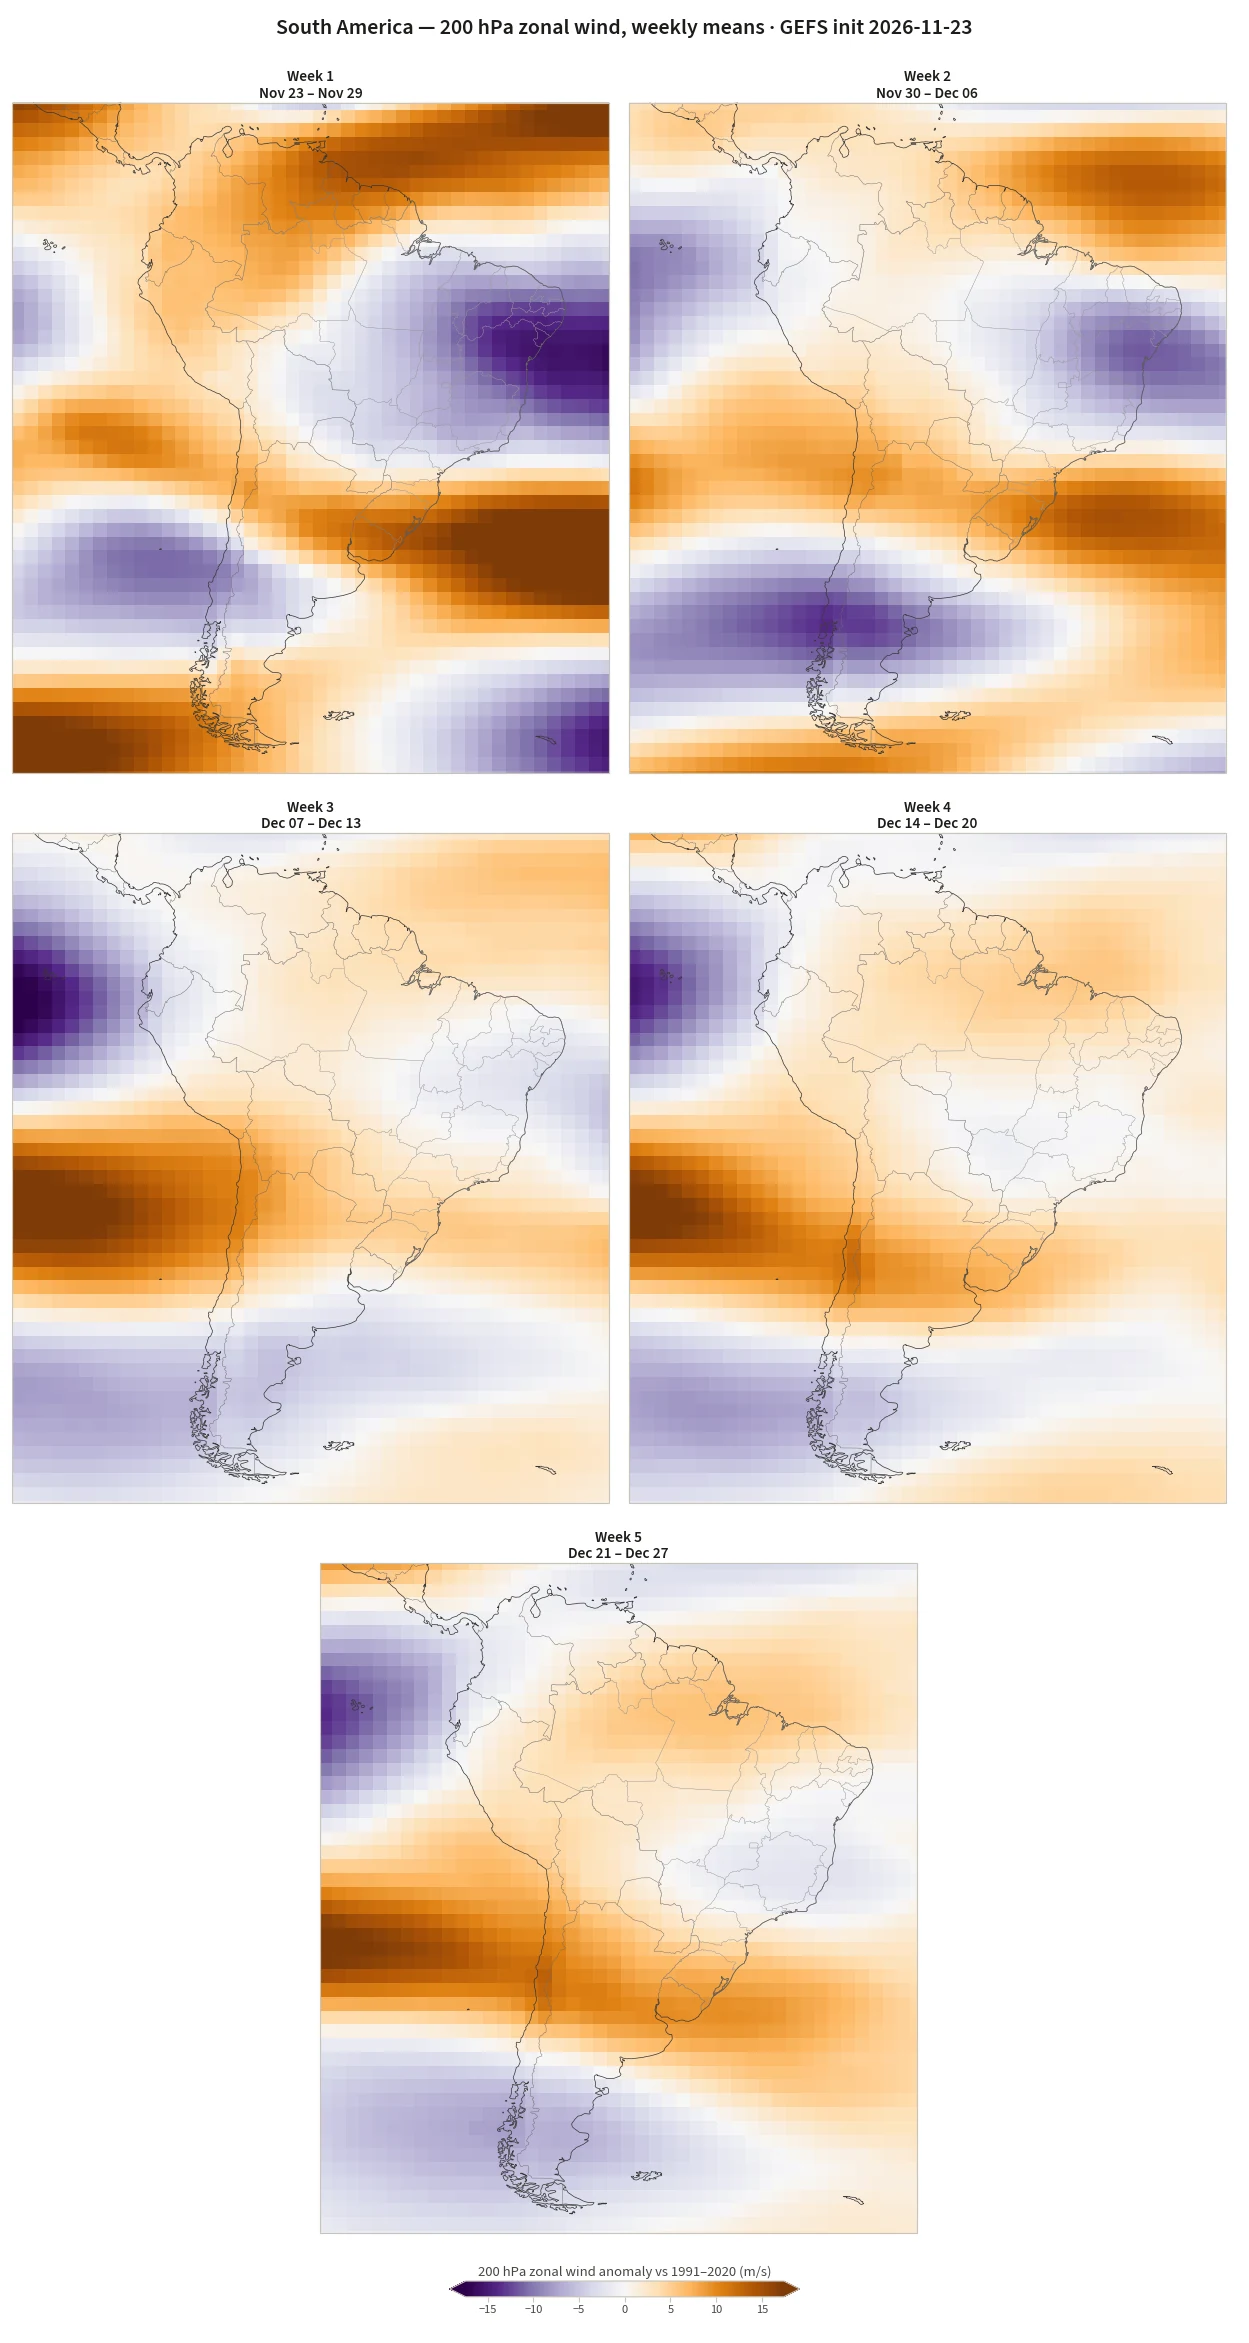 South America — 200 hPa zonal wind, weekly means · GEFS init 2026-11-23
Week 1
Nov 23 – Nov 29
Week 2
Nov 30 – Dec 06
Week 3
Dec 07 – Dec 13
Week 4
Dec 14 – Dec 20
Week 5
Dec 21 – Dec 27
200 hPa zonal wind anomaly vs 1991–2020 (m/s)
−15 −10 −5 0 5 10 15